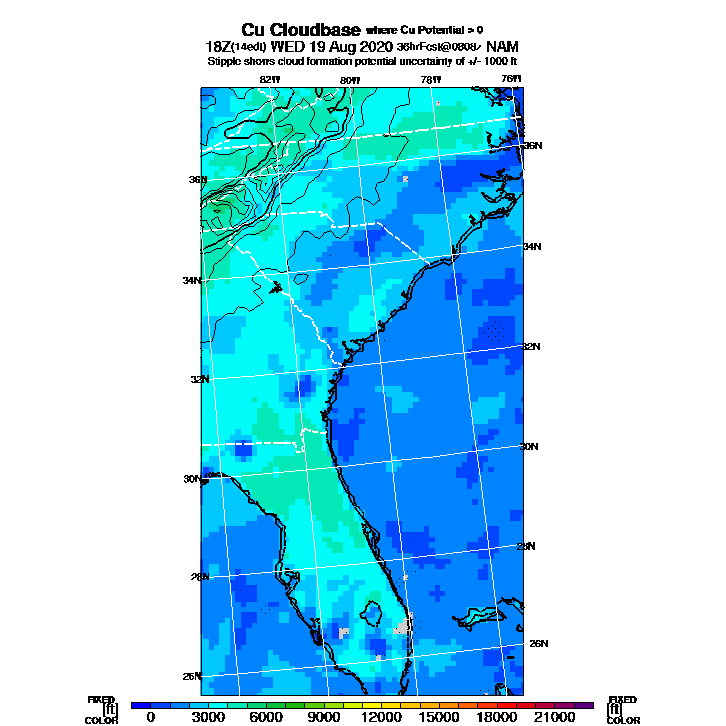 Cu Cloudbase where Cu Potential > 0
18Z(14edt) WED 19 Aug 2020 36hrFcst@0808z NAM
Stipple shows cloud formation potential uncertainty of +/- 1000 ft
82W 80W 78W 76W
36N
36N
34N
34N
32N
32N
30N
30N
28N
28N
26N
26N
FIXED FIXED
[ft] [ft]
COLOR COLOR
0 3000 6000 9000 12000 15000 18000 21000